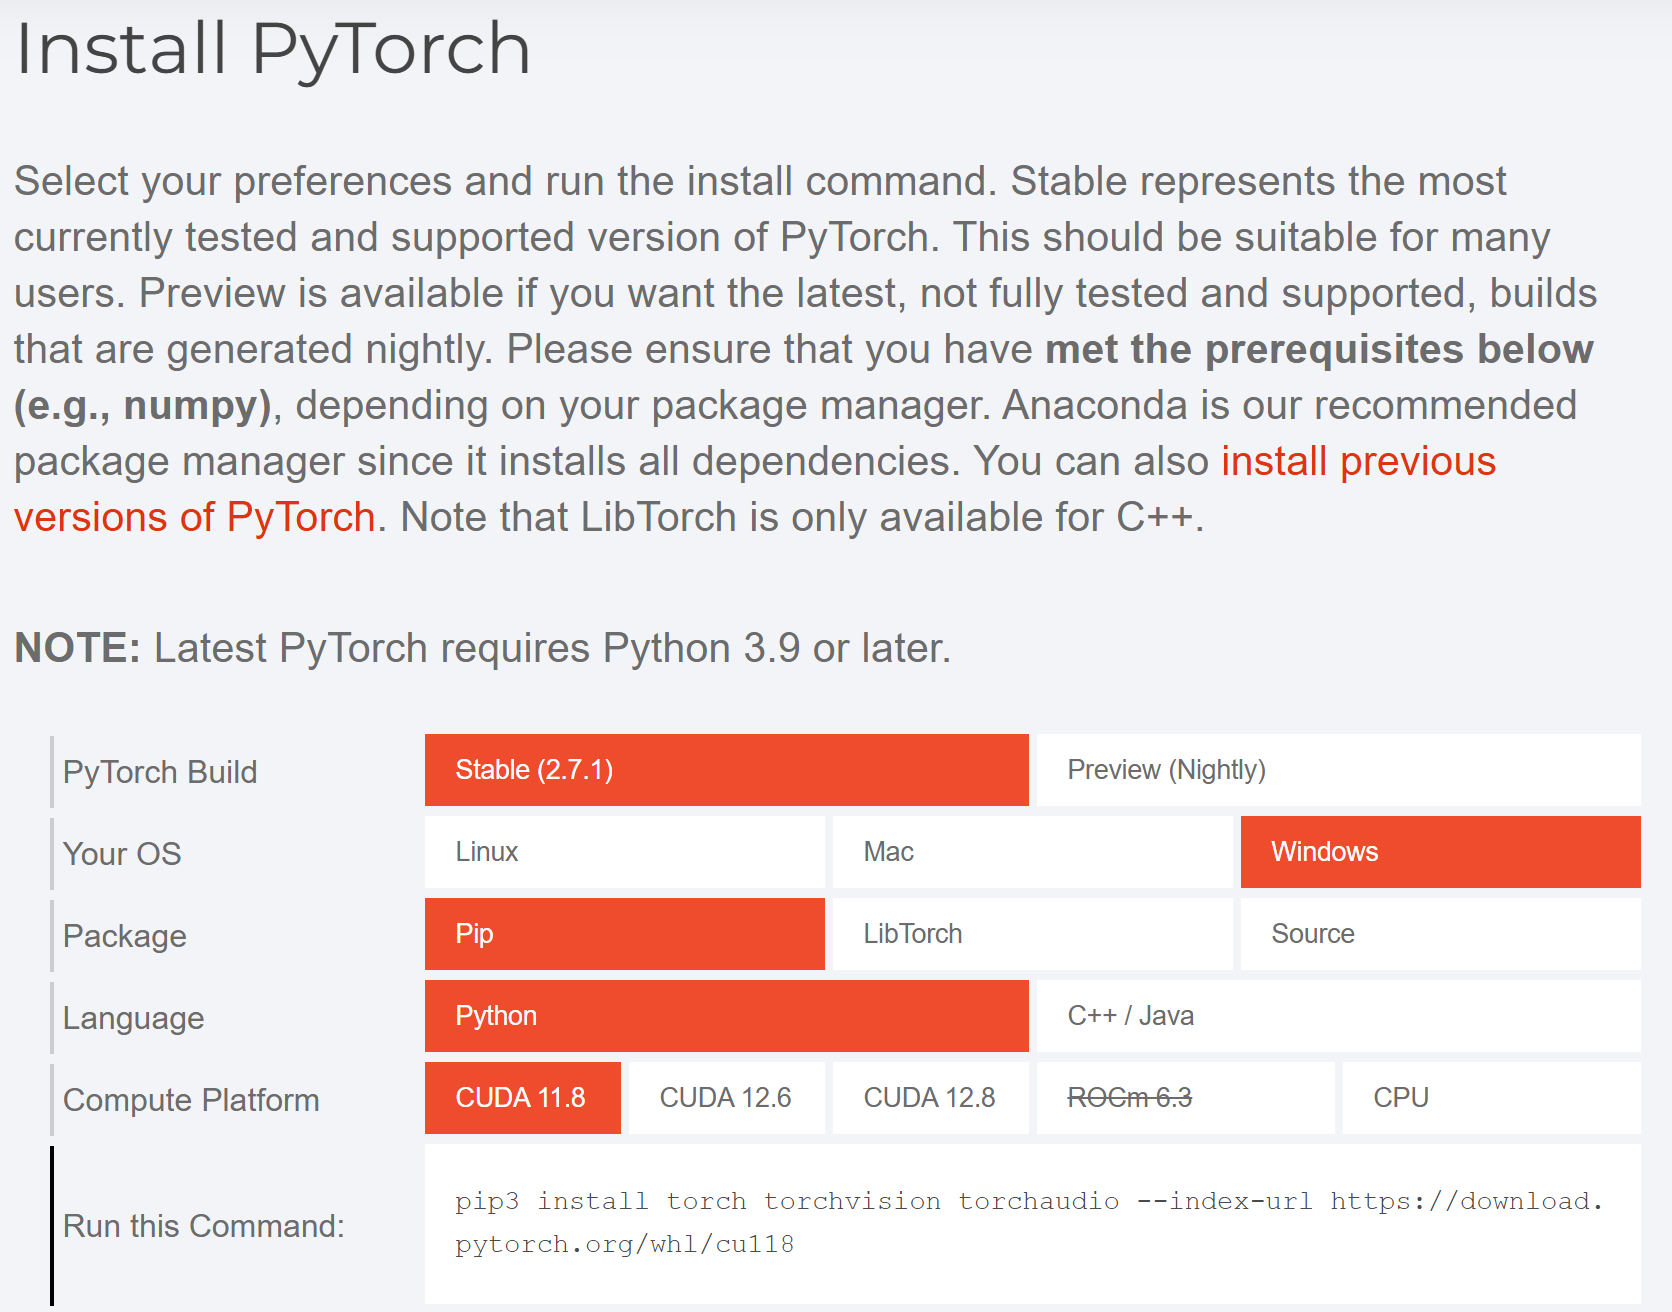 Install PyTorch
Select your preferences and run the install command. Stable represents the most
currently tested and supported version of PyTorch. This should be suitable for many
users. Preview is available if you want the latest, not fully tested and supported, builds
that are generated nightly. Please ensure that you have met the prerequisites below
(e.g., numpy), depending on your package manager. Anaconda is our recommended
package manager since it installs all dependencies. You can also install previous
versions of PyTorch. Note that LibTorch is only available for C++.
NOTE: Latest PyTorch requires Python 3.9 or later.
PyTorch Build Stable (2.7.1) Preview (Nightly)
Your OS Linux Mac Windows
Package Pip LibTorch Source
Language Python C++ / Java
Compute Platform CUDA 11.8 CUDA 12.6 CUDA 12.8 ROCm 6.3 CPU
Run this Command: pip3 install torch torchvision torchaudio --index-url https://download.
pytorch.org/whl/cu118